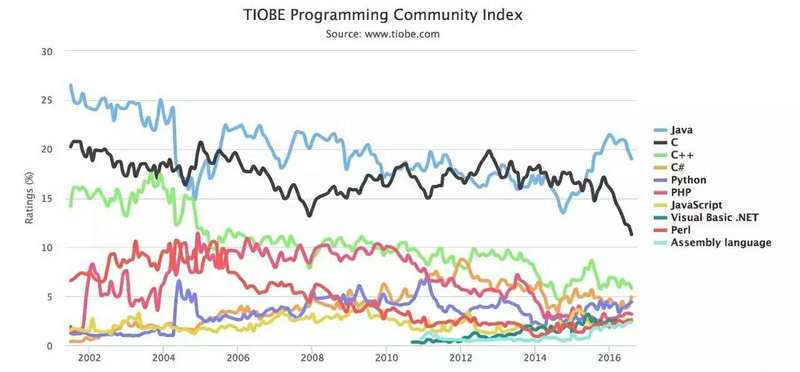 TIOBE Programming Community Index
Source: www.tiobe.com
Ratings (%)
30
25
20
15
10
5
0
2002 2004 2006 2008 2010 2012 2014 2016
Java
C
C++
C#
Python
PHP
JavaScript
Visual Basic .NET
Perl
Assembly language